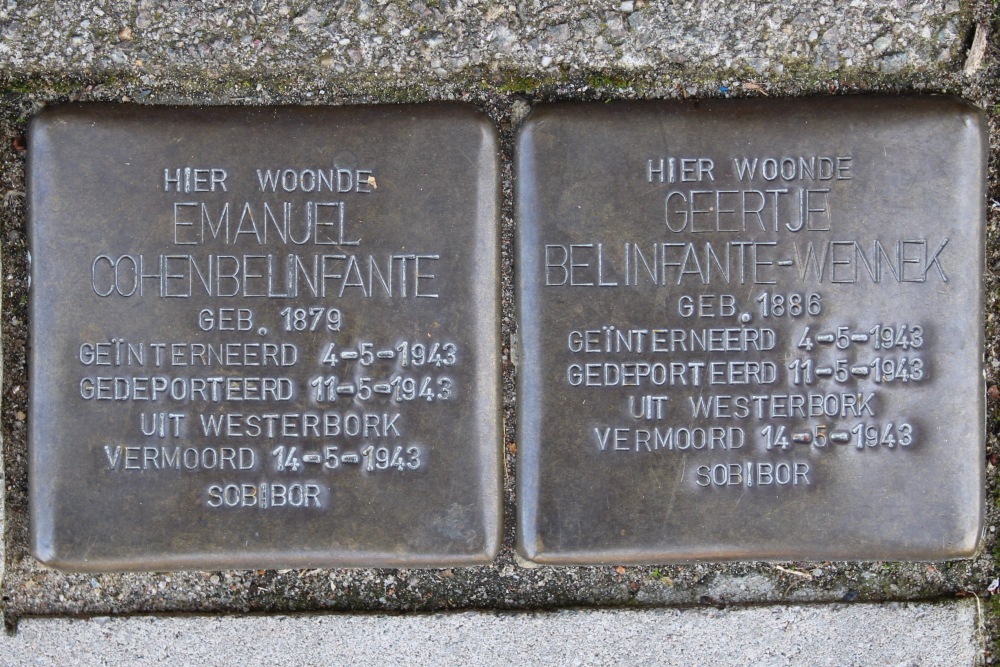 HIER WOONDE
EMANUEL
COHENBELINFANTE
GEB. 1879
GEÏNTERNEERD 4-5-1943
GEDEPORTEERD 11-5-1943
UIT WESTERBORK
VERMOORD 14-5-1943
SOBIBOR
HIER WOONDE
GEERTJE
BELINFANTE-WENNEK
GEB. 1886
GEÏNTERNEERD 4-5-1943
GEDEPORTEERD 11-5-1943
UIT WESTERBORK
VERMOORD 14-5-1943
SOBIBOR